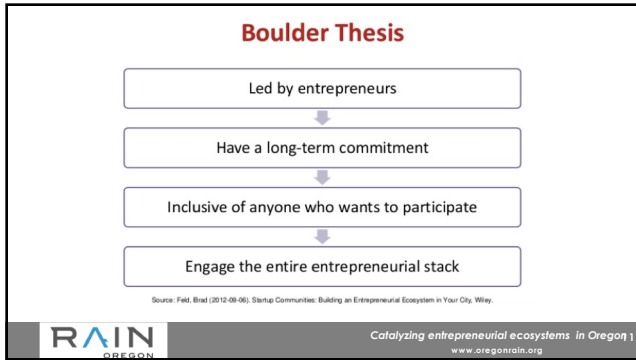 Boulder Thesis
Led by entrepreneurs
Have a long-term commitment
Inclusive of anyone who wants to participate
Engage the entire entrepreneurial stack
Source: Feld, Brad (2012-09-06). Startup Communities: Building an Entrepreneurial Ecosystem in Your City, Wiley.
RAIN
OREGON
Catalyzing entrepreneurial ecosystems in Oregon 11
www.oregonrain.org